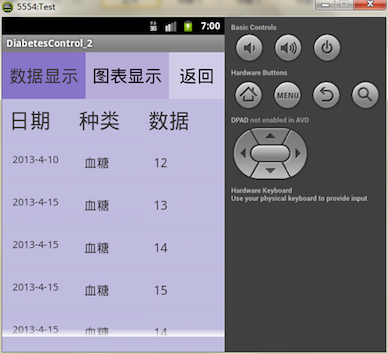 5554:Test
7:00
DiabetesControl_2
数据显示 图表显示 返回
日期 种类 数据
2013-4-10 血糖 12
2013-4-15 血糖 13
2013-4-15 血糖 14
2013-4-15 血糖 15
2013-4-15 血糖 14
Basic Controls
Hardware Buttons
MENU
DPAD not enabled in AVD
Hardware Keyboard
Use your physical keyboard to provide input